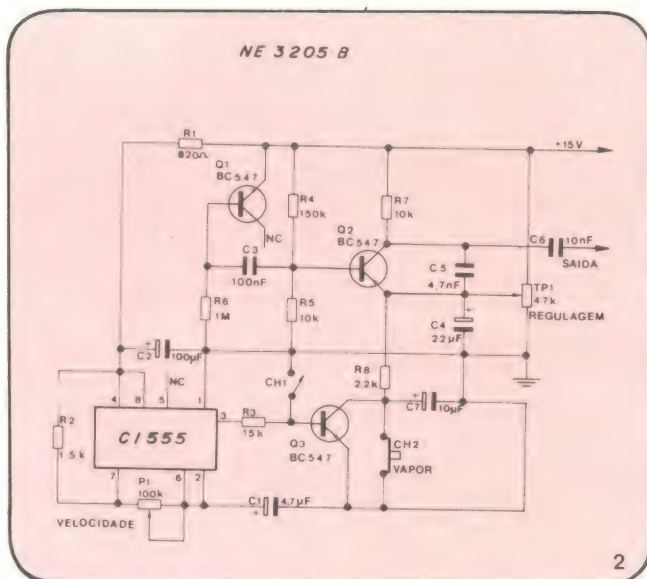 NE 3205 B
+15V
R1
820Ω
Q1
BC547
R4
150k
R7
10k
Q2
BC547
NC
C3
100nF
C6
10nF
SAIDA
C5
4,7nF
TP1
47k
REGULAGEM
R6
1M
R5
10k
C4
22µF
+
+
C2
100µF
NC
CH1
R8
2.2k
+
C7
10µF
4
8
5
1
3
R3
15k
R2
1.5k
CI555
Q3
BC547
CH2
VAPOR
7
6
2
P1
100k
VELOCIDADE
C1
4,7µF
+
2